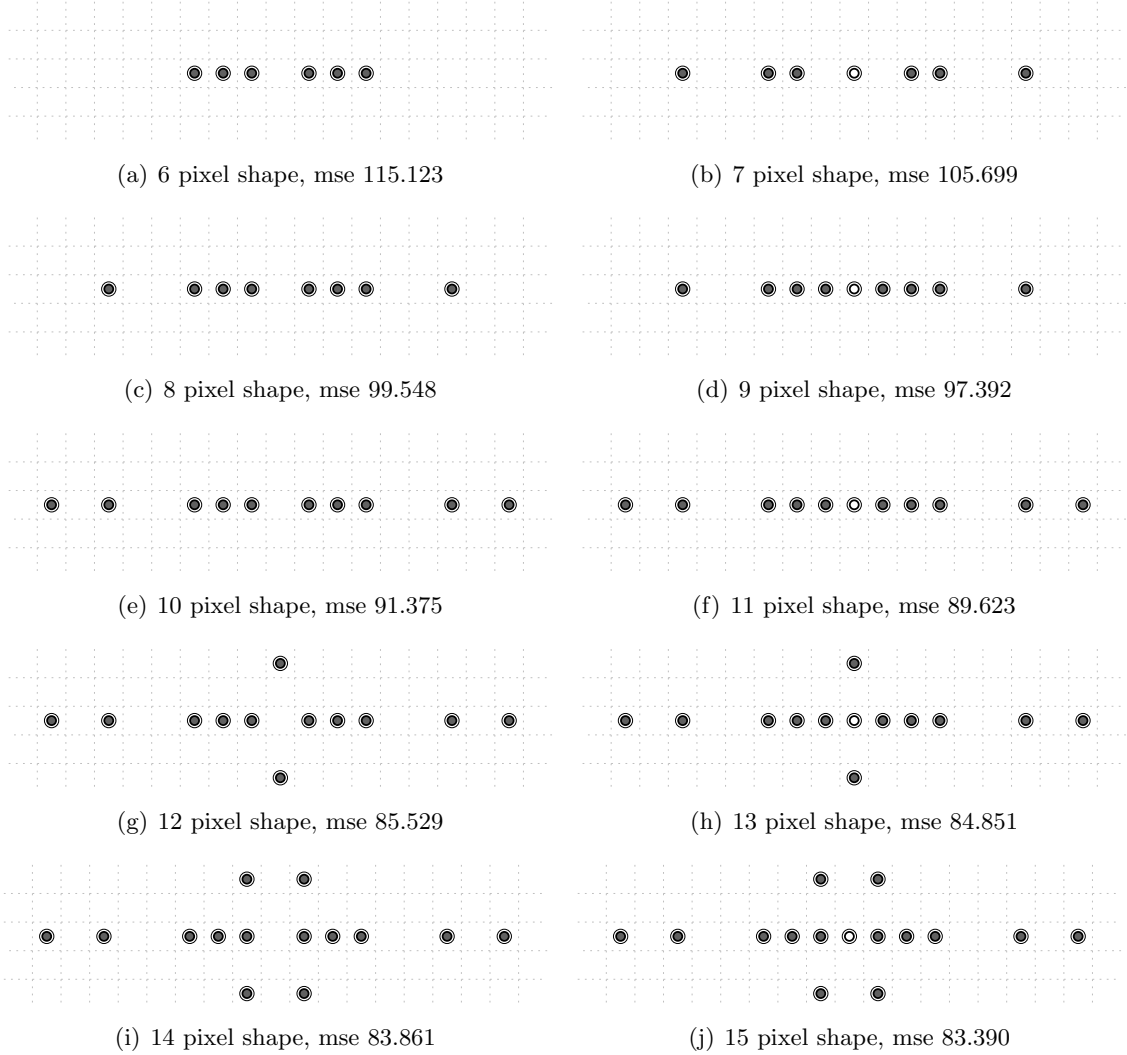 (a) 6 pixel shape, mse 115.123
(b) 7 pixel shape, mse 105.699
(c) 8 pixel shape, mse 99.548
(d) 9 pixel shape, mse 97.392
(e) 10 pixel shape, mse 91.375
(f) 11 pixel shape, mse 89.623
(g) 12 pixel shape, mse 85.529
(h) 13 pixel shape, mse 84.851
(i) 14 pixel shape, mse 83.861
(j) 15 pixel shape, mse 83.390